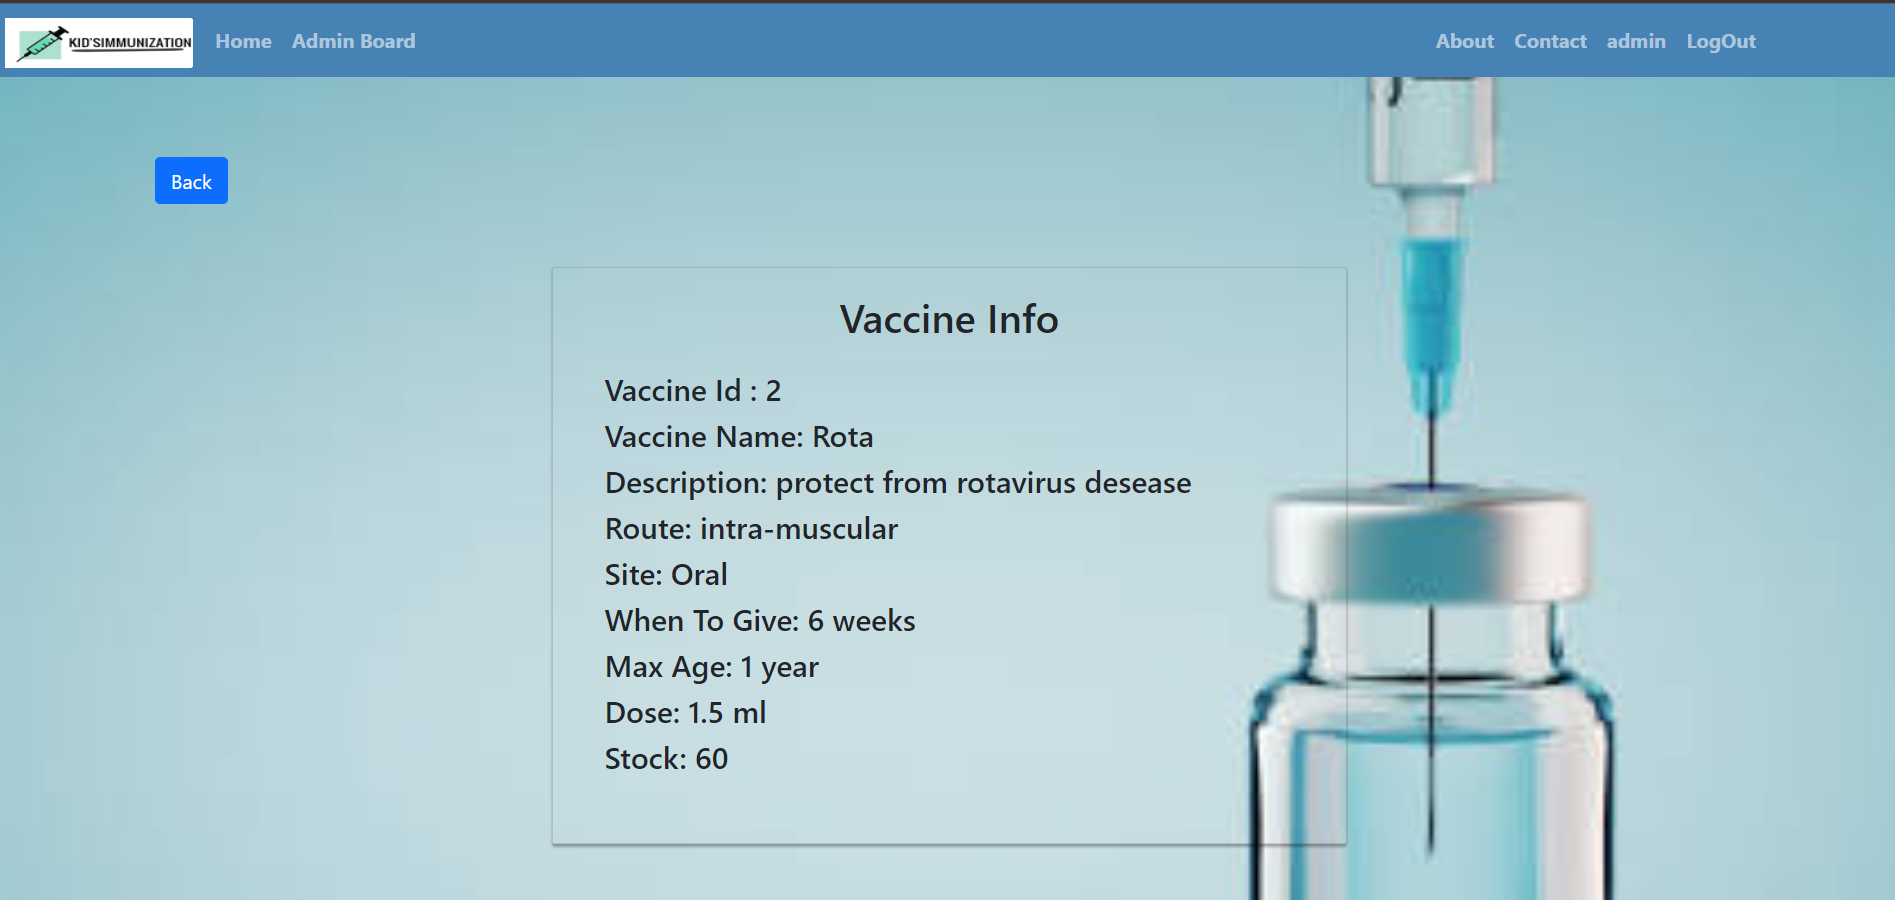 KID'SIMMUNIZATION
Home
Admin Board
About
Contact
admin
LogOut
Back
Vaccine Info
Vaccine Id : 2
Vaccine Name: Rota
Description: protect from rotavirus desease
Route: intra-muscular
Site: Oral
When To Give: 6 weeks
Max Age: 1 year
Dose: 1.5 ml
Stock: 60